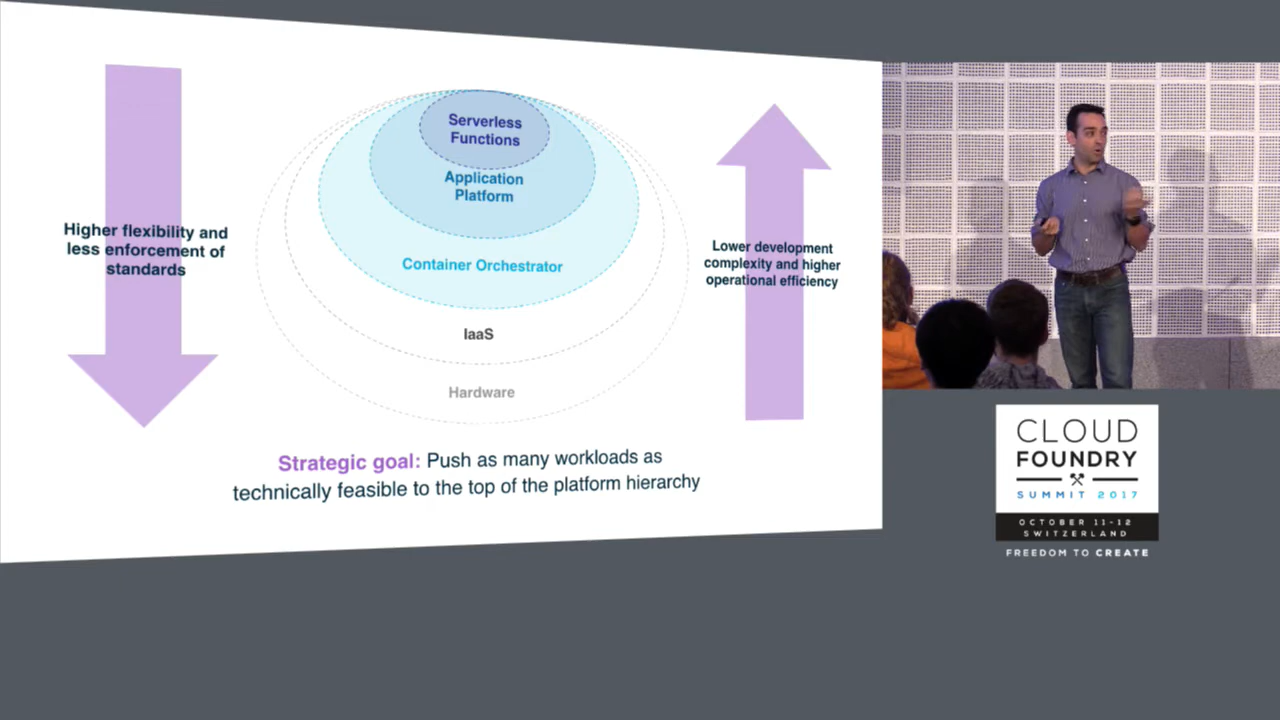 Serverless
Functions
Application
Platform
Container Orchestrator
IaaS
Hardware
Higher flexibility and
less enforcement of
standards
Lower development
complexity and higher
operational efficiency
Strategic goal: Push as many workloads as
technically feasible to the top of the platform hierarchy
CLOUD
FOUNDRY
SUMMIT 2017
OCTOBER 11-12
SWITZERLAND
FREEDOM TO CREATE